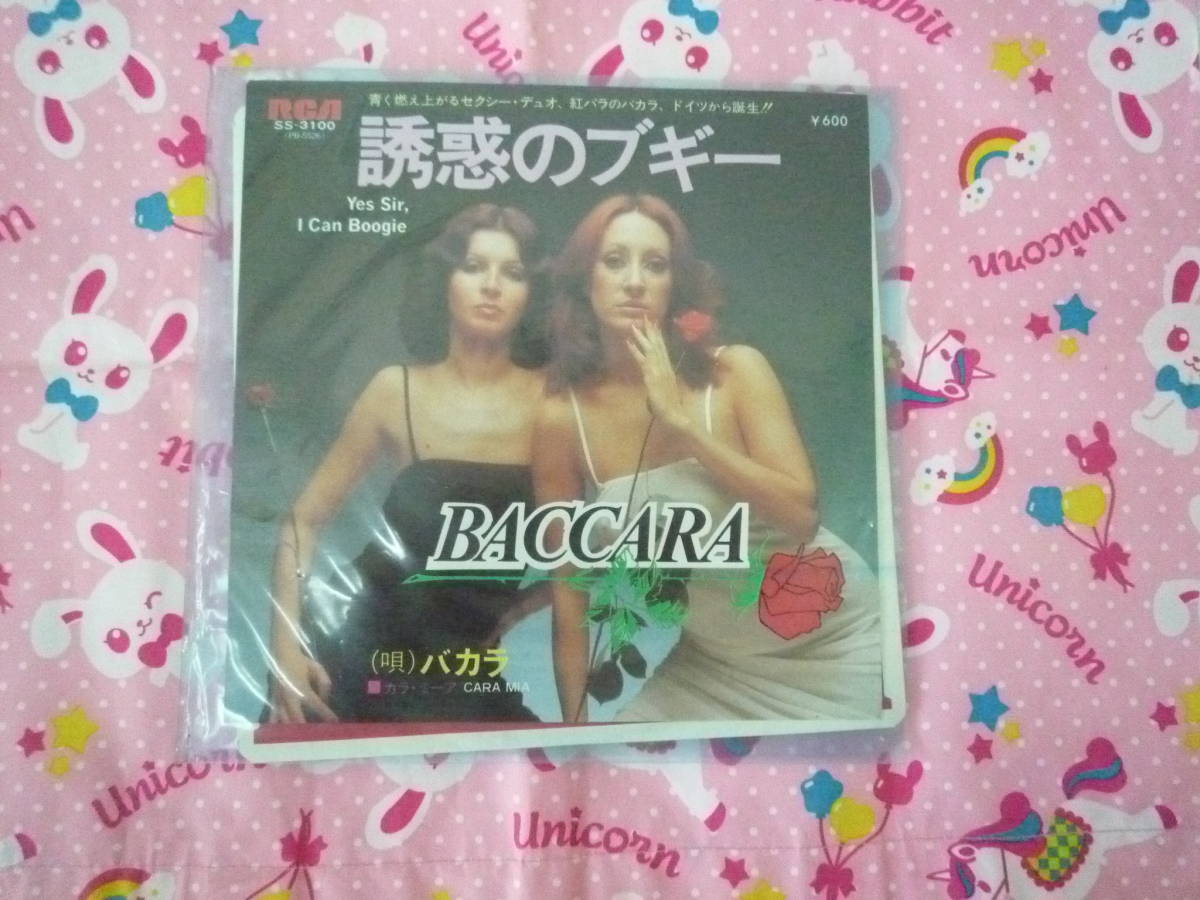 RCA
SS-3100
青く燃え上がるセクシー・デュオ、紅バラのバカラ、ドイツから誕生!!
¥600
誘惑のブギー
Yes Sir,
I Can Boogie
BACCARA
(唄)バカラ
■カラ・ミーア CARA MIA
Unicorn
Rabbit
Unicorn
Rabbit
Unicorn
Unicorn
Unicorn